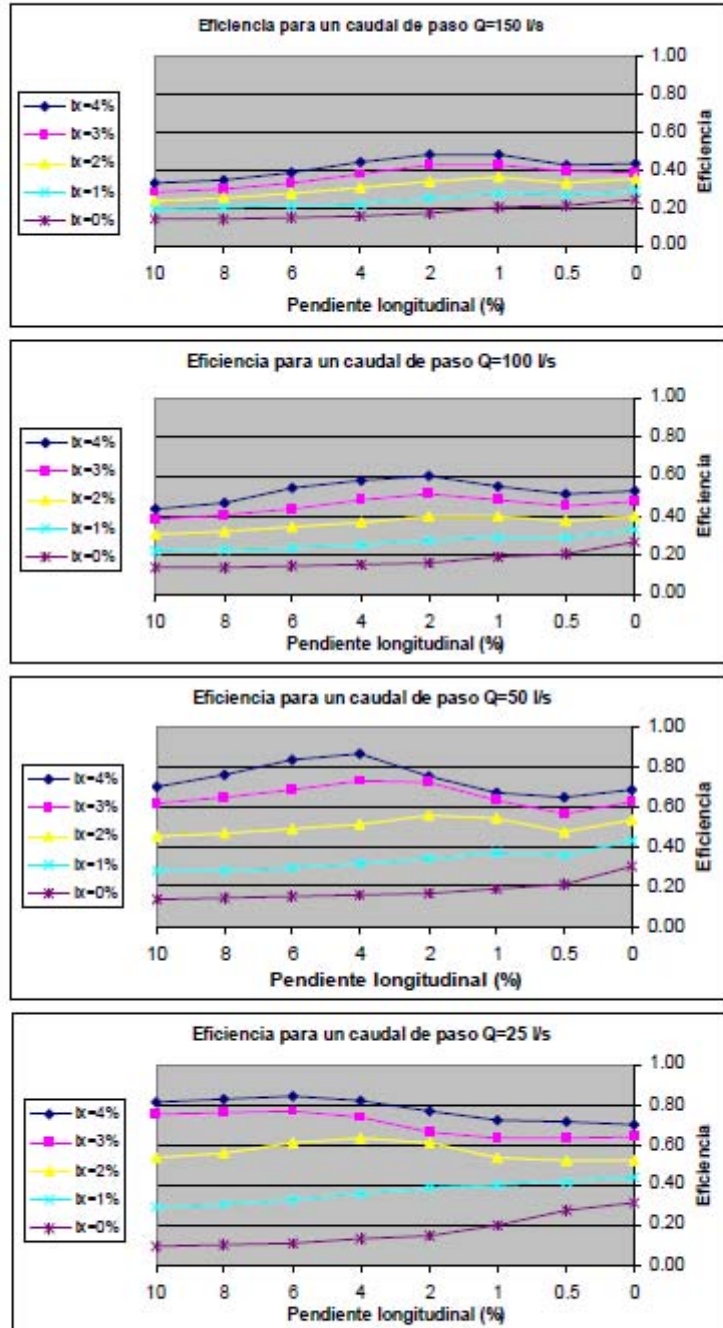 Eficiencia para un caudal de paso Q=150 l/s
Ix=4%
Ix=3%
Ix=2%
Ix=1%
Ix=0%
1.00
0.80
0.60
0.40
0.20
0.00
Eficiencia
10 8 6 4 2 1 0.5 0
Pendiente longitudinal (%)
Eficiencia para un caudal de paso Q=100 l/s
Ix=4%
Ix=3%
Ix=2%
Ix=1%
Ix=0%
1.00
0.80
0.60
0.40
0.20
0.00
Eficiencia
10 8 6 4 2 1 0.5 0
Pendiente longitudinal (%)
Eficiencia para un caudal de paso Q=50 l/s
Ix=4%
Ix=3%
Ix=2%
Ix=1%
Ix=0%
1.00
0.80
0.60
0.40
0.20
0.00
Eficiencia
10 8 6 4 2 1 0.5 0
Pendiente longitudinal (%)
Eficiencia para un caudal de paso Q=25 l/s
Ix=4%
Ix=3%
Ix=2%
Ix=1%
Ix=0%
1.00
0.80
0.60
0.40
0.20
0.00
Eficiencia
10 8 6 4 2 1 0.5 0
Pendiente longitudinal (%)